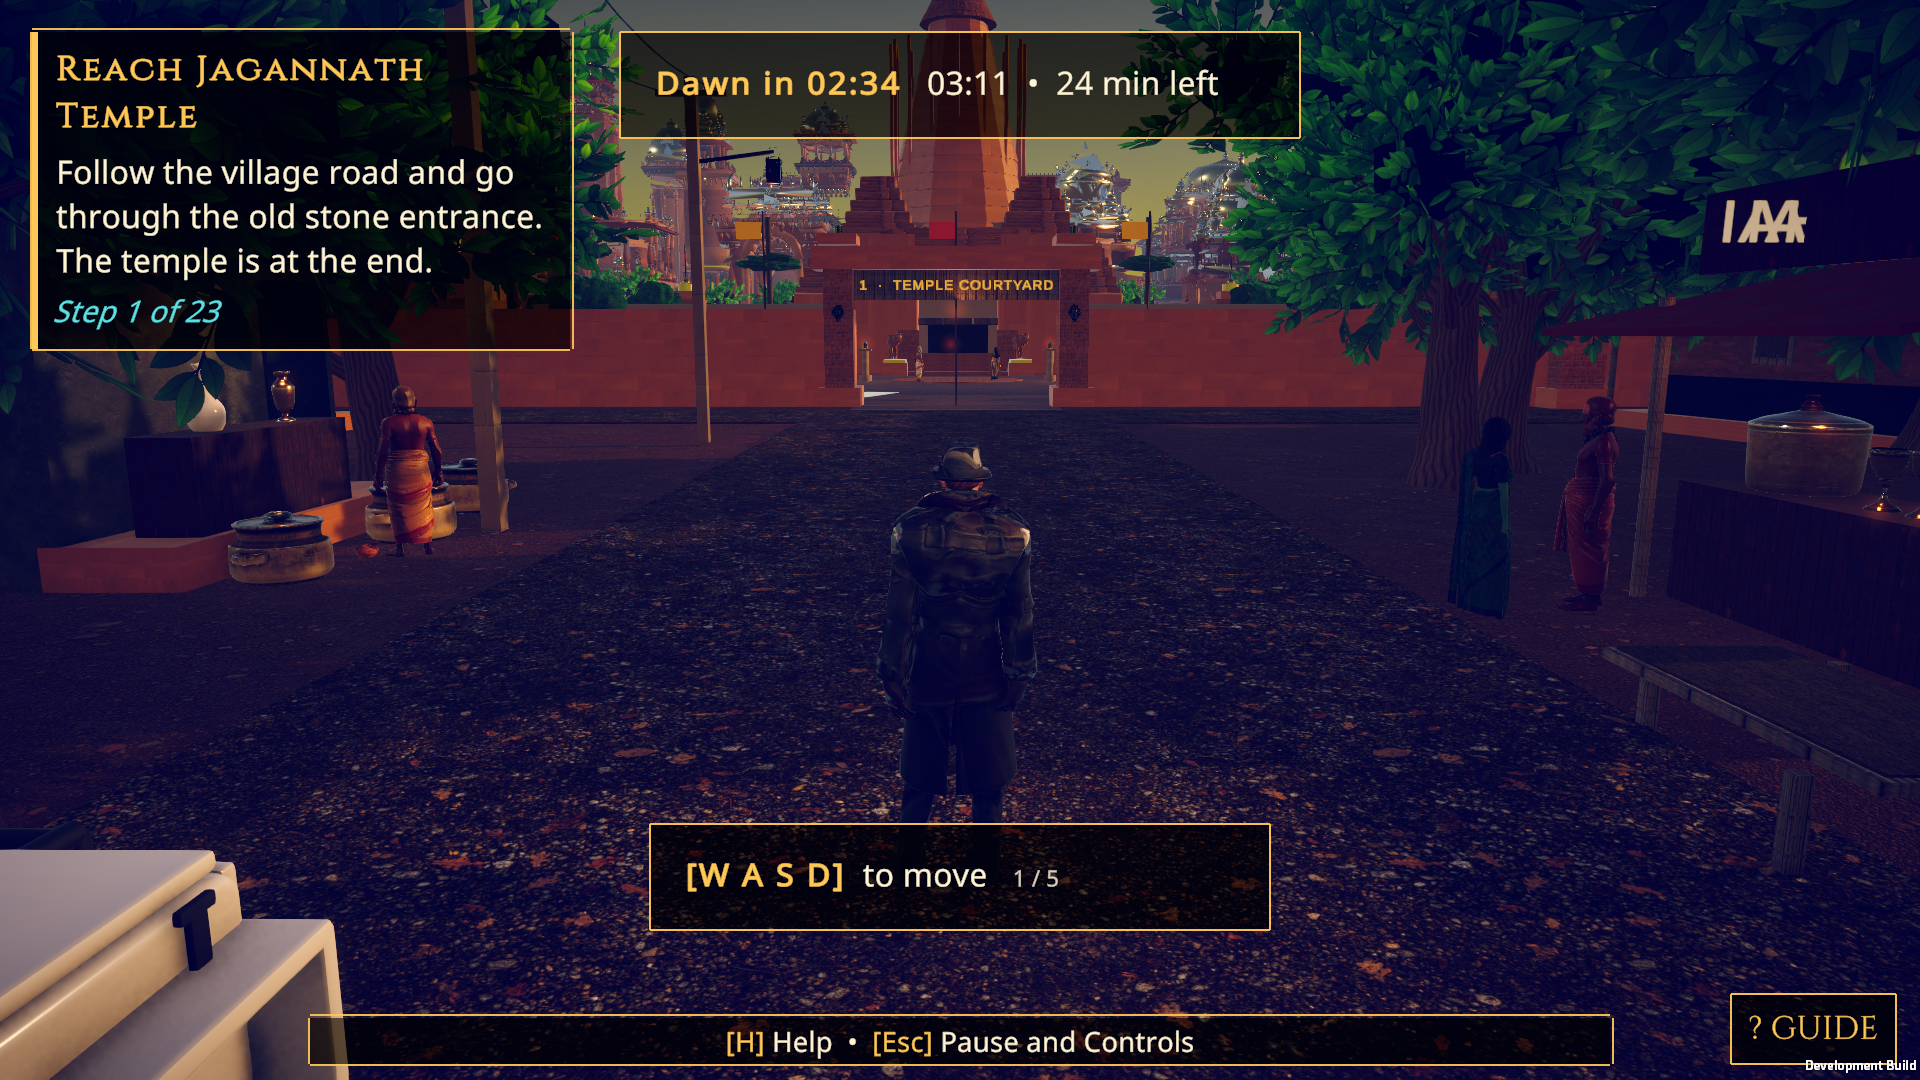 REACH JAGANNATH
TEMPLE
Follow the village road and go
through the old stone entrance.
The temple is at the end.
Step 1 of 23
Dawn in 02:34 03:11 • 24 min left
1 · TEMPLE COURTYARD
T
[W A S D] to move 1 / 5
[H] Help • [Esc] Pause and Controls
? GUIDE
Development Build